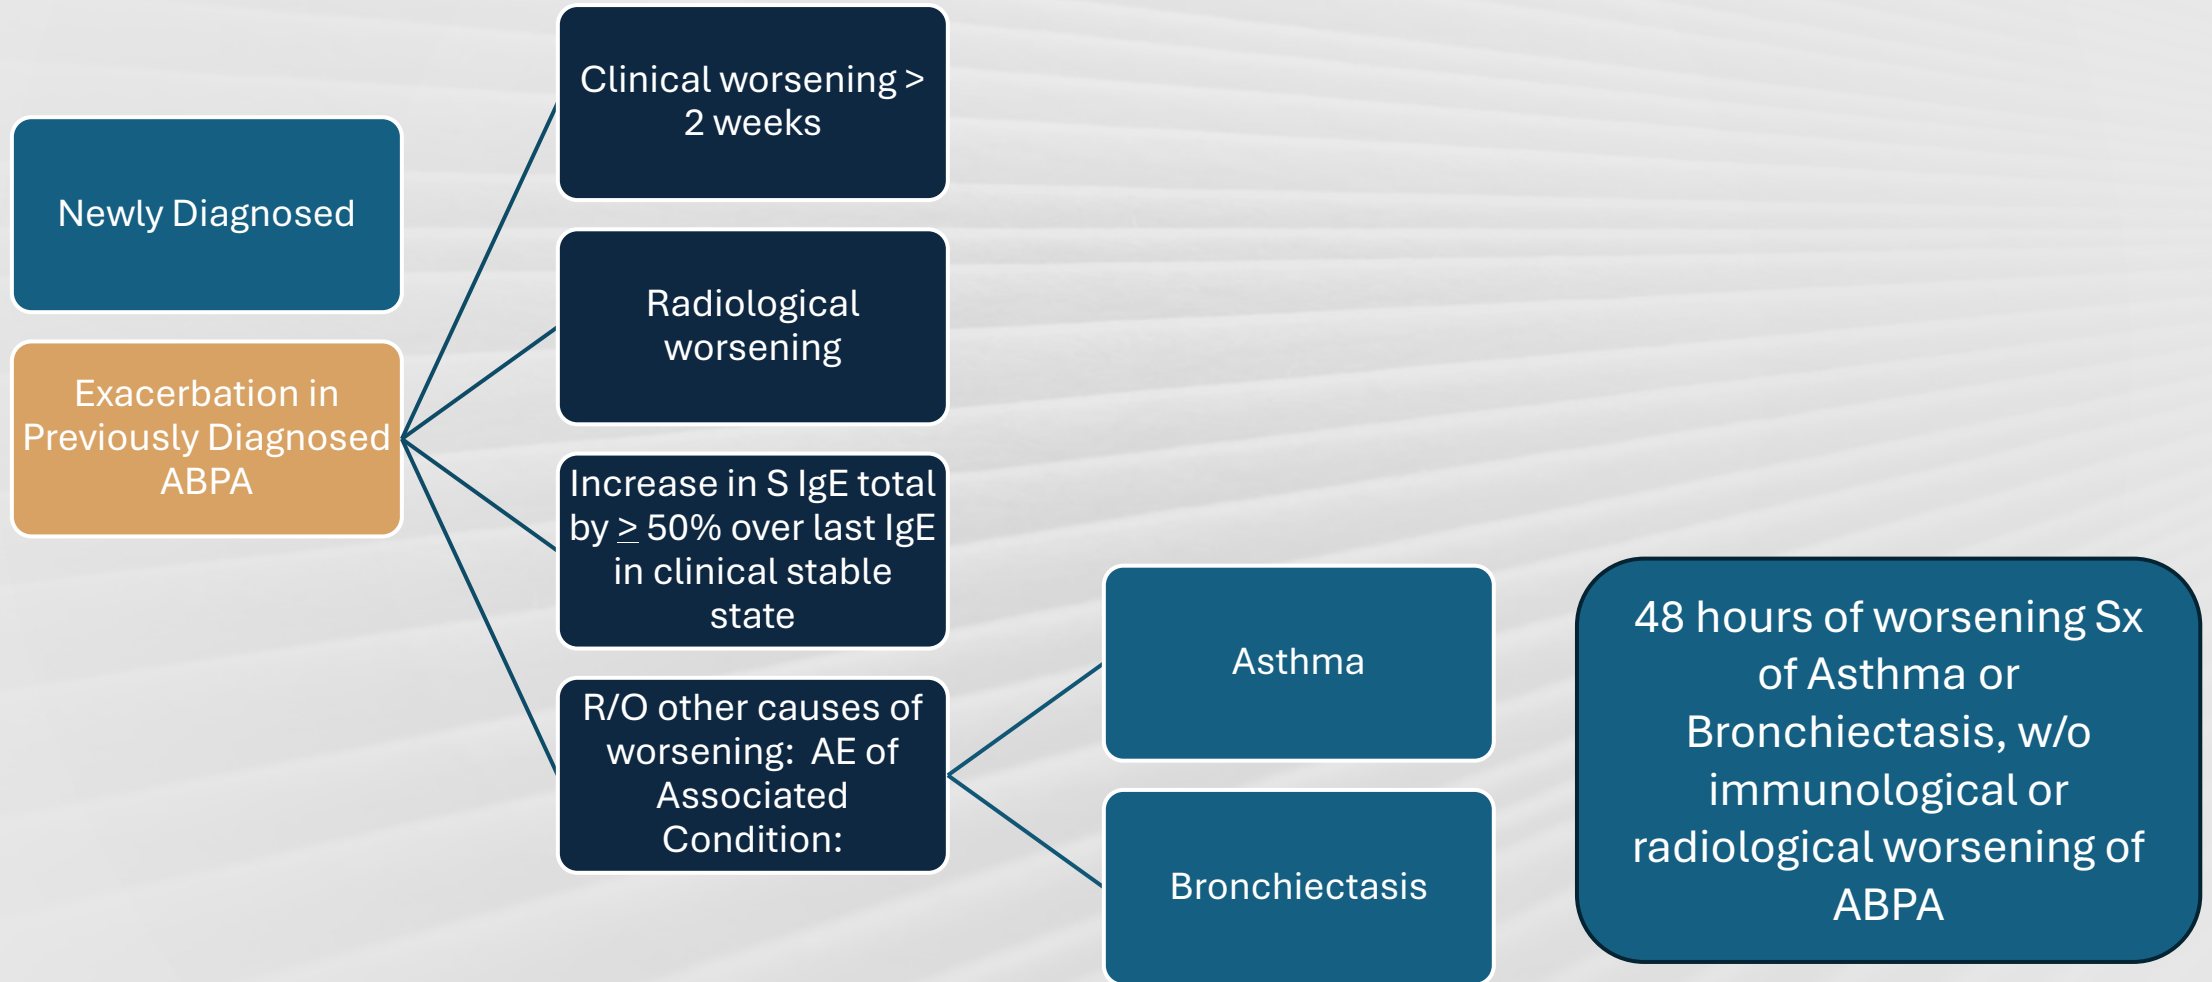 Newly Diagnosed
Exacerbation in
Previously Diagnosed
ABPA
Clinical worsening >
2 weeks
Radiological
worsening
Increase in S IgE total
by ≥ 50% over last IgE
in clinical stable
state
R/O other causes of
worsening:  AE of
Associated
Condition:
Asthma
Bronchiectasis
48 hours of worsening Sx
of Asthma or
Bronchiectasis, w/o
immunological or
radiological worsening of
ABPA